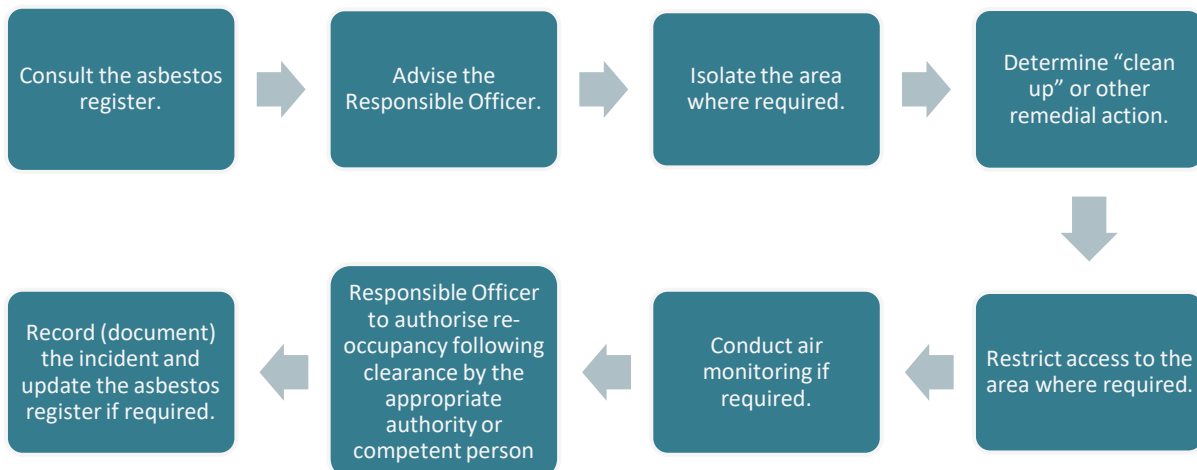 Consult the asbestos
register.
Advise the
Responsible Officer.
Isolate the area
where required.
Determine “clean
up” or other
remedial action.
Restrict access to the
area where required.
Conduct air
monitoring if
required.
Responsible Officer
to authorise re-
occupancy following
clearance by the
appropriate
authority or
competent person
Record (document)
the incident and
update the asbestos
register if required.